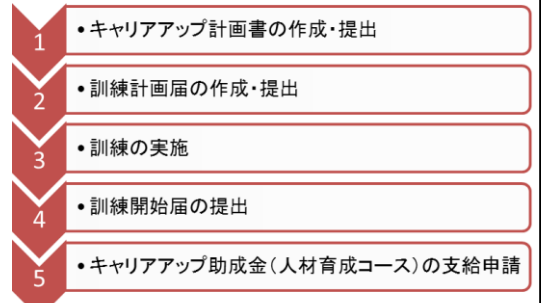 1
•キャリアアップ計画書の作成・提出
2
•訓練計画届の作成・提出
3
•訓練の実施
4
•訓練開始届の提出
5
•キャリアアップ助成金(人材育成コース)の支給申請